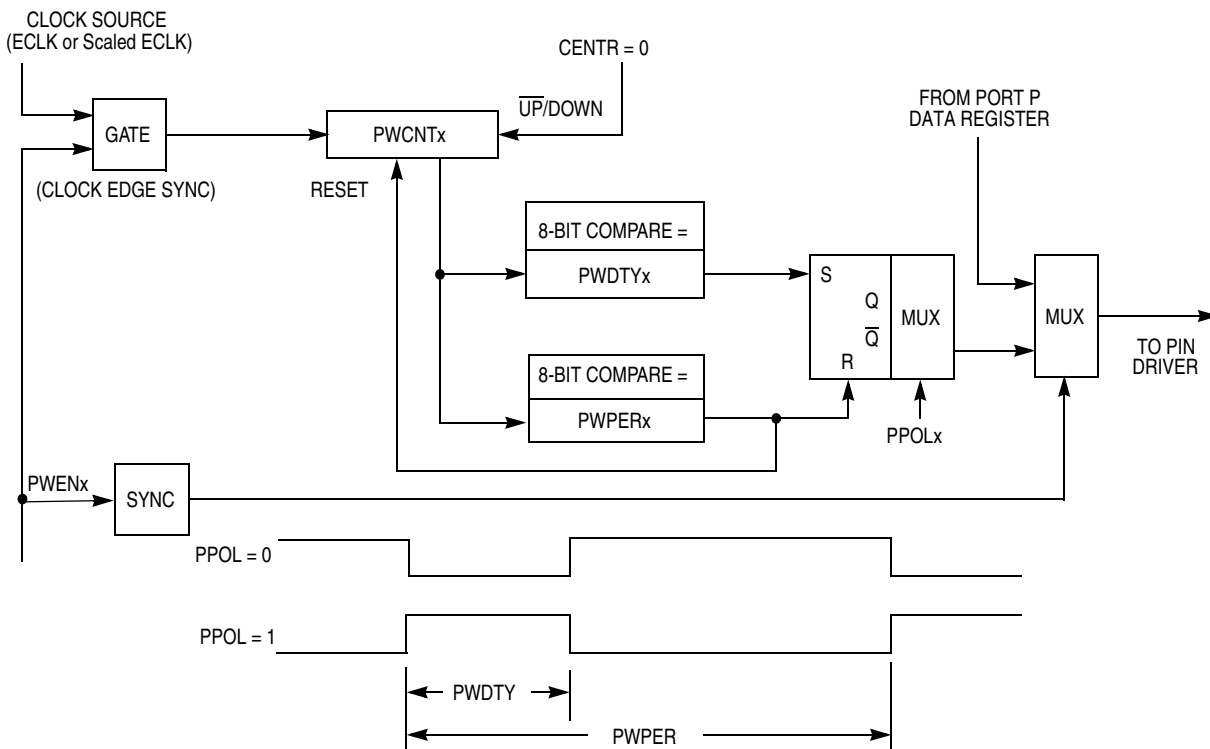 CLOCK SOURCE
(ECLK or Scaled ECLK)
CENTR = 0
UP/DOWN
FROM PORT P
DATA REGISTER
GATE
PWCNTx
(CLOCK EDGE SYNC)
RESET
8-BIT COMPARE =
PWDTYx
S
Q
Q
R
MUX
MUX
TO PIN
DRIVER
8-BIT COMPARE =
PWPERx
PPOLx
PWENx
SYNC
PPOL = 0
PPOL = 1
PWDTY
PWPER